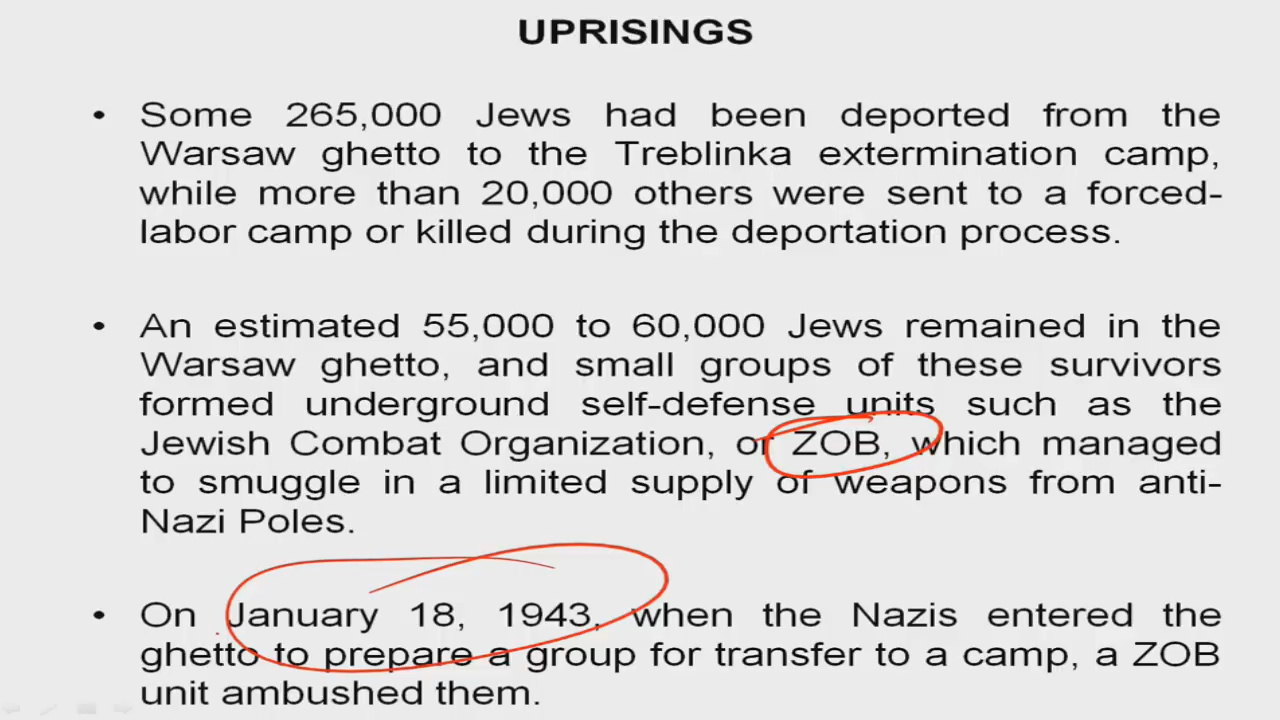 UPRISINGS
• Some 265,000 Jews had been deported from the
Warsaw ghetto to the Treblinka extermination camp,
while more than 20,000 others were sent to a forced-
labor camp or killed during the deportation process.
• An estimated 55,000 to 60,000 Jews remained in the
Warsaw ghetto, and small groups of these survivors
formed underground self-defense units such as the
Jewish Combat Organization, or ZOB, which managed
to smuggle in a limited supply of weapons from anti-
Nazi Poles.
• On January 18, 1943, when the Nazis entered the
ghetto to prepare a group for transfer to a camp, a ZOB
unit ambushed them.